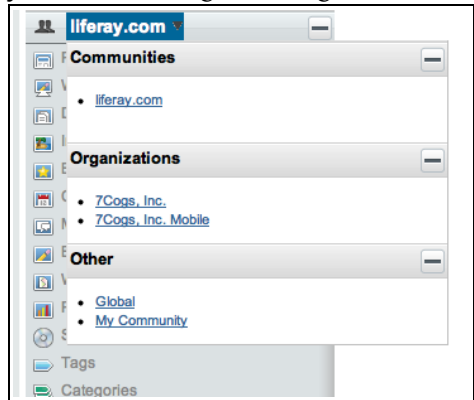 liferay.com
Communities
liferay.com
Organizations
7Cogs, Inc.
7Cogs, Inc. Mobile
Other
Global
My Community
Tags
Categories